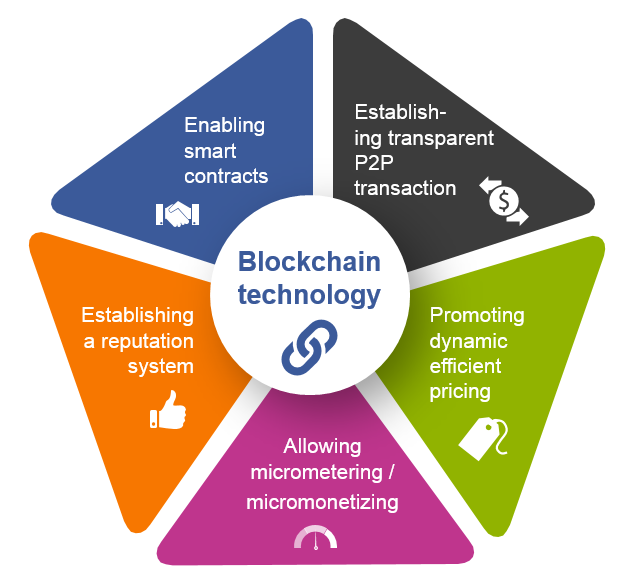 Enabling
smart
contracts
Establish-
ing transparent
P2P
transaction
Blockchain
technology
Establishing
a reputation
system
Promoting
dynamic
efficient
pricing
Allowing
micrometering /
micromonetizing
$